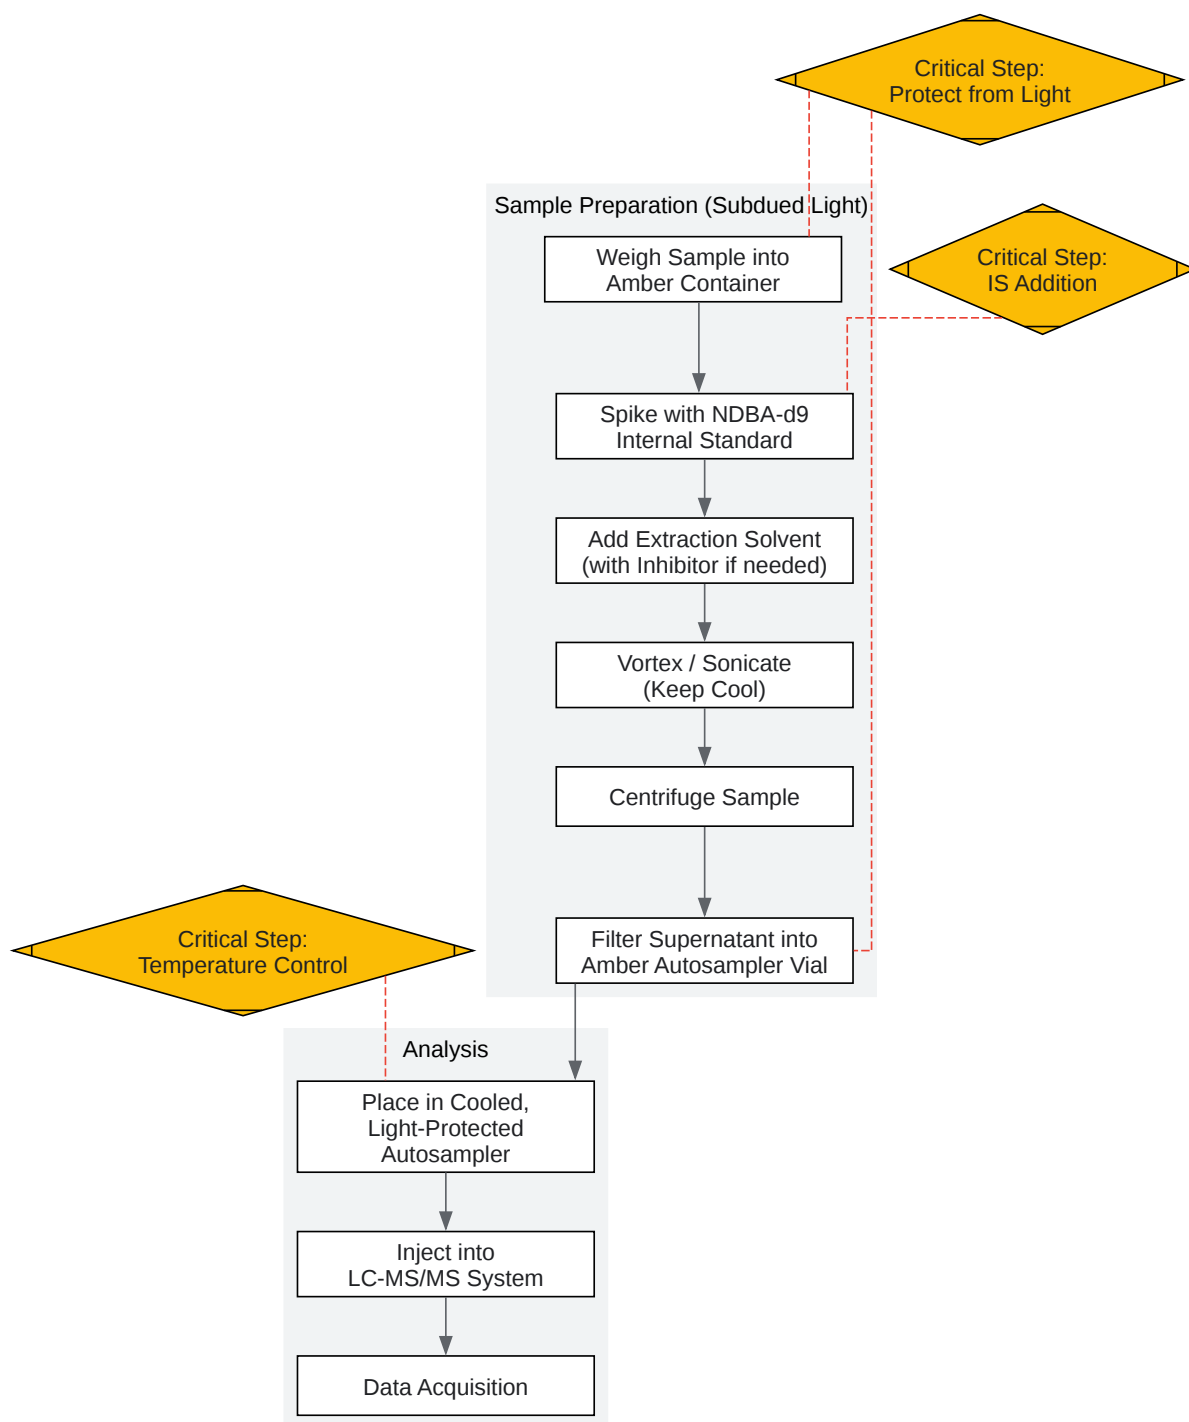 Critical Step:
Protect from Light
Sample Preparation (Subdued Light)
Weigh Sample into
Amber Container
Critical Step:
IS Addition
Spike with NDBA-d9
Internal Standard
Add Extraction Solvent
(with Inhibitor if needed)
Vortex / Sonicate
(Keep Cool)
Centrifuge Sample
Filter Supernatant into
Amber Autosampler Vial
Critical Step:
Temperature Control
Analysis
Place in Cooled,
Light-Protected
Autosampler
Inject into
LC-MS/MS System
Data Acquisition